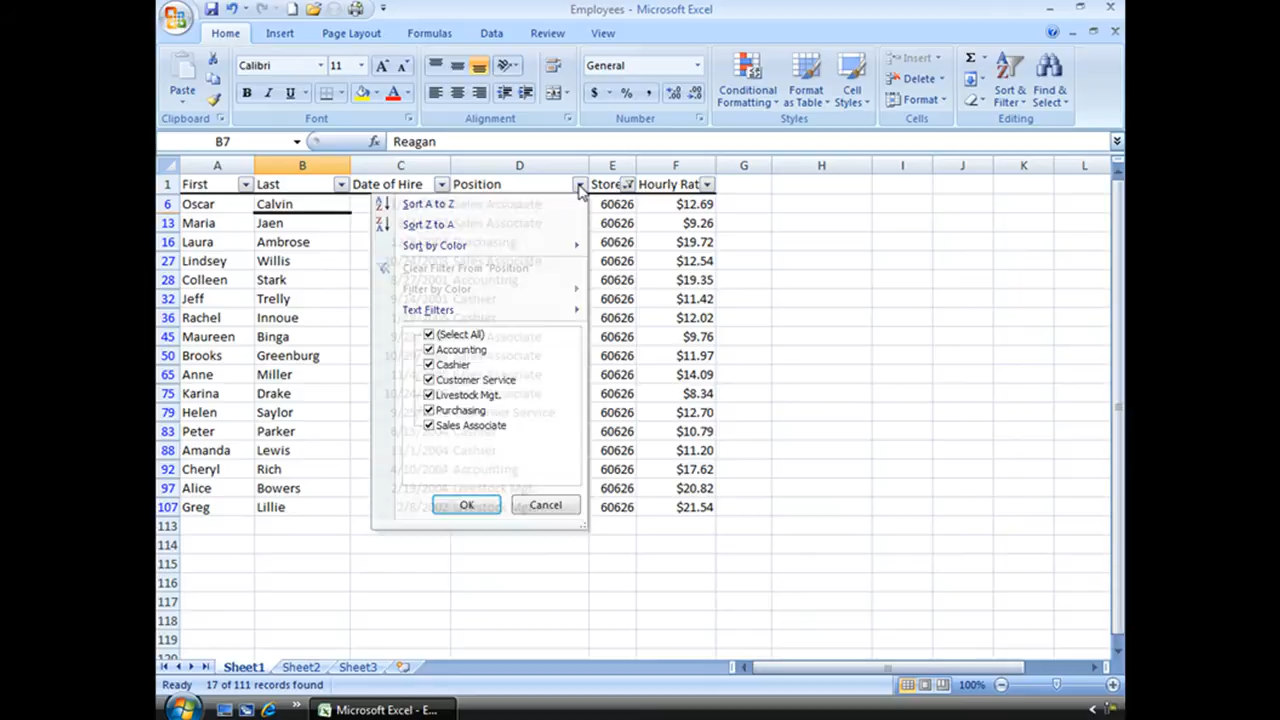 Employees - Microsoft Excel
Home Insert Page Layout Formulas Data Review View
Calibri 11 General Insert Σ
Paste B I U $ % , Conditional Formatting Format as Table Cell Styles Delete Format Sort & Filter Find & Select
Clipboard Font Alignment Number Styles Cells Editing
B7 fx Reagan
A B C D E F G H I J K L
1 First Last Date of Hire Position Store Hourly Rat
6 Oscar Calvin 60626 $12.69
13 Maria Jaen 60626 $9.26
16 Laura Ambrose 60626 $19.72
27 Lindsey Willis 60626 $12.54
28 Colleen Stark 60626 $19.35
32 Jeff Trelly 60626 $11.42
36 Rachel Innoue 60626 $12.02
45 Maureen Binga 60626 $9.76
50 Brooks Greenburg 60626 $11.97
65 Anne Miller 60626 $14.09
75 Karina Drake 60626 $8.34
79 Helen Saylor 60626 $12.70
83 Peter Parker 60626 $10.79
88 Amanda Lewis 60626 $11.20
92 Cheryl Rich 60626 $17.62
97 Alice Bowers 60626 $20.82
107 Greg Lillie 60626 $21.54
113
114
115
116
117
118
119
Sort A to Z
Sort Z to A
Sort by Color
Clear Filter From "Position"
Filter by Color
Text Filters
(Select All)
Accounting
Cashier
Customer Service
Livestock Mgt.
Purchasing
Sales Associate
OK Cancel
Sheet1 Sheet2 Sheet3
Ready 17 of 111 records found 100%
Microsoft Excel - E...